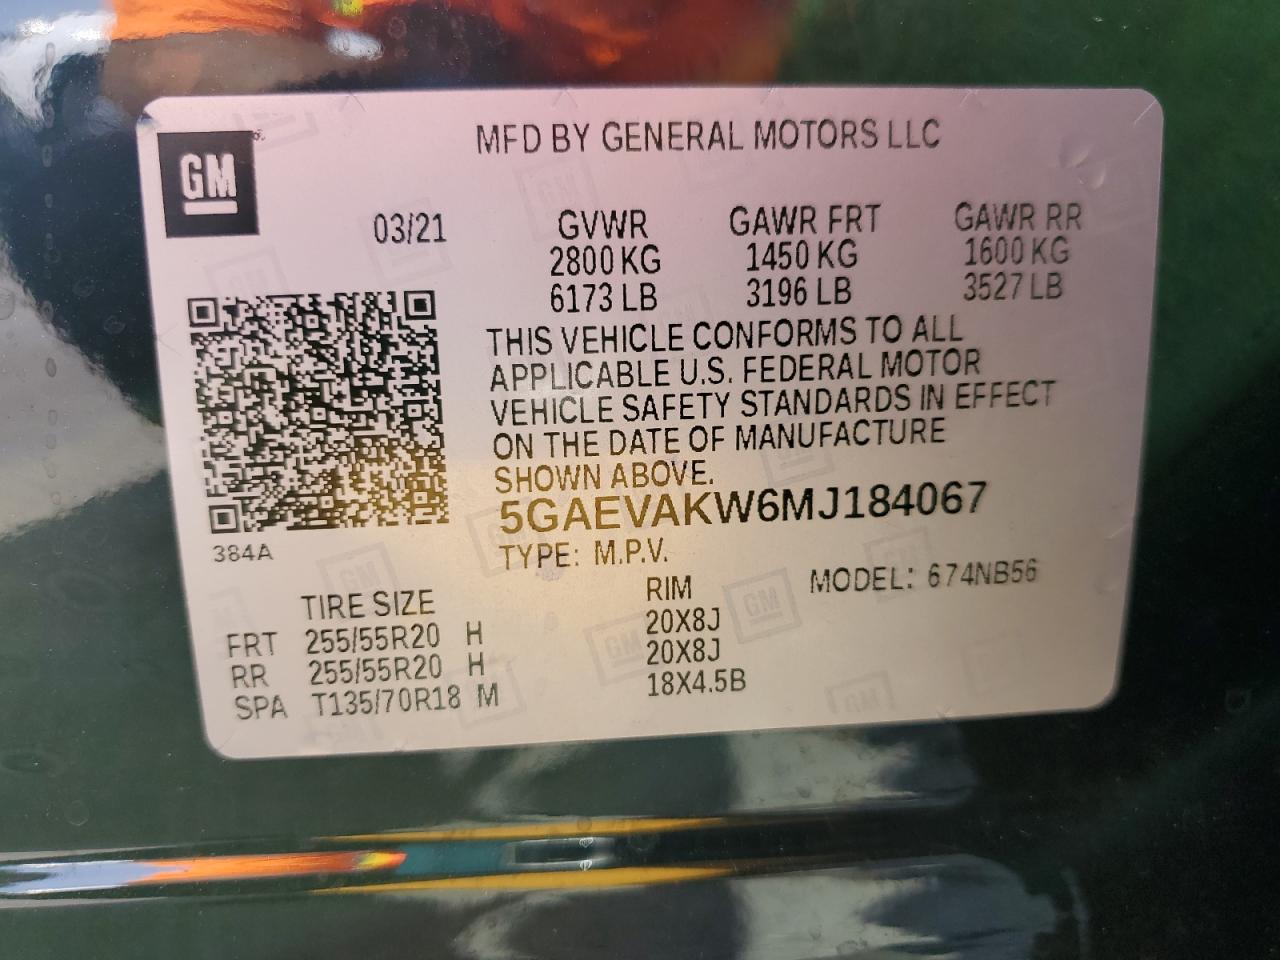 MFD BY GENERAL MOTORS LLC
GM
03/21
GVWR GAWR FRT GAWR RR
2800 KG 1450 KG 1600 KG
6173 LB 3196 LB 3527 LB
THIS VEHICLE CONFORMS TO ALL
APPLICABLE U.S. FEDERAL MOTOR
VEHICLE SAFETY STANDARDS IN EFFECT
ON THE DATE OF MANUFACTURE
SHOWN ABOVE.
5GAEVAKW6MJ184067
384A
TYPE: M.P.V. MODEL: 674NB56
TIRE SIZE RIM
FRT 255/55R20 H 20X8J
RR 255/55R20 H 20X8J
SPA T135/70R18 M 18X4.5B